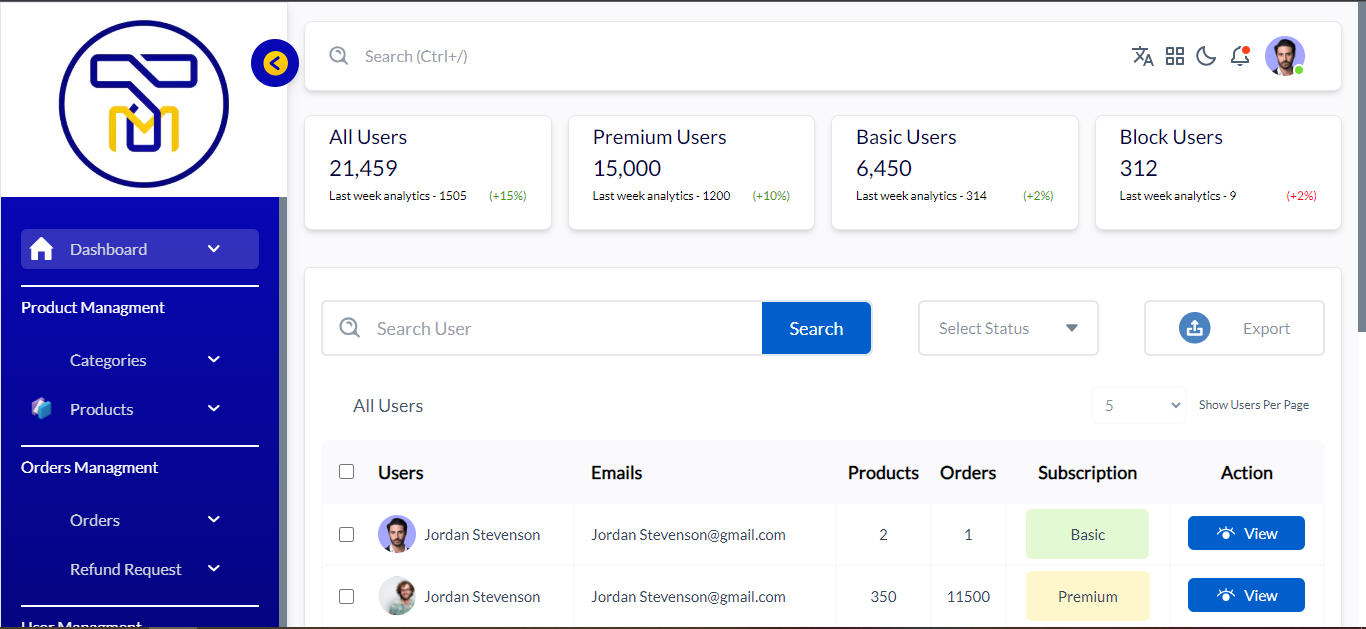 Search (Ctrl+/)
All Users
21,459
Last week analytics - 1505 (+15%)
Premium Users
15,000
Last week analytics - 1200 (+10%)
Basic Users
6,450
Last week analytics - 314 (+2%)
Block Users
312
Last week analytics - 9 (+2%)
Dashboard
Product Managment
Categories
Products
Orders Managment
Orders
Refund Request
User Managment
Search User
Search
Select Status
Export
All Users
5
Show Users Per Page
Users Emails Products Orders Subscription Action
Jordan Stevenson Jordan Stevenson@gmail.com 2 1 Basic View
Jordan Stevenson Jordan Stevenson@gmail.com 350 11500 Premium View